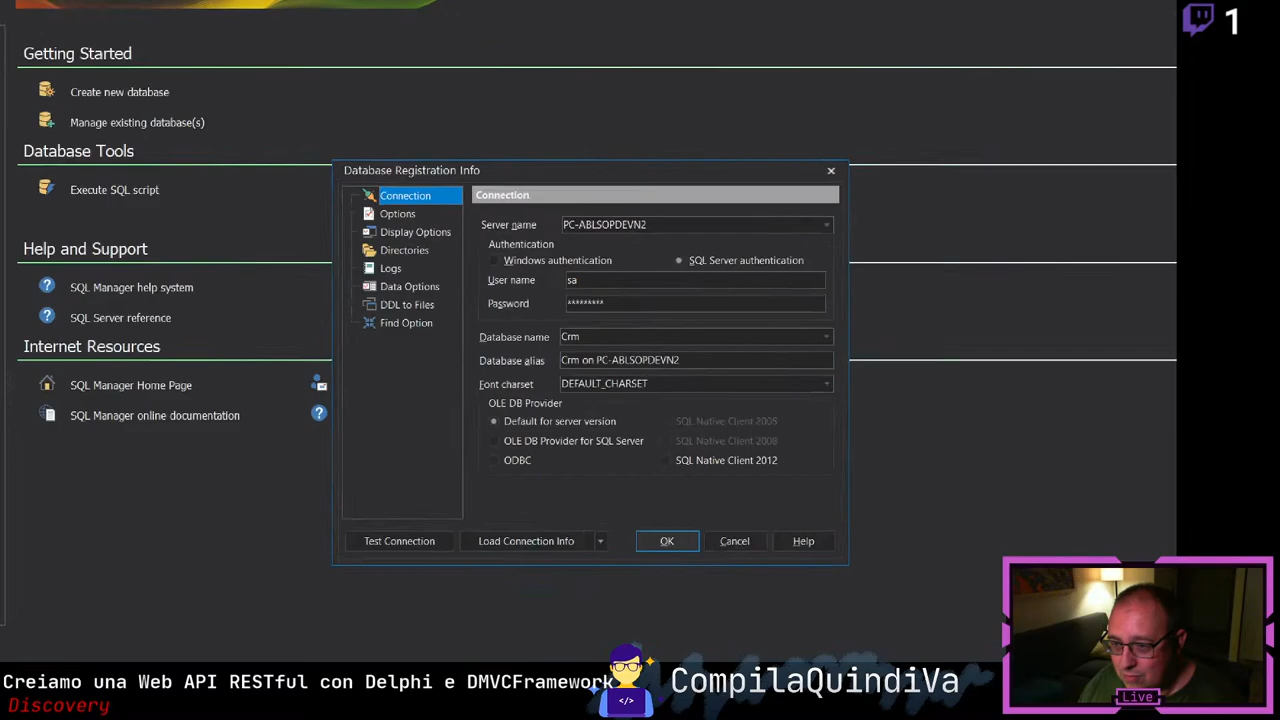 1
Getting Started
Create new database
Manage existing database(s)
Database Tools
Execute SQL script
Help and Support
SQL Manager help system
SQL Server reference
Internet Resources
SQL Manager Home Page
SQL Manager online documentation
Database Registration Info
Connection
Options
Display Options
Directories
Logs
Data Options
DDL to Files
Find Option
Connection
Server name PC-ABLSOPDEVN2
Authentication
Windows authentication SQL Server authentication
User name sa
Password *********
Database name Crm
Database alias Crm on PC-ABLSOPDEVN2
Font charset DEFAULT_CHARSET
OLE DB Provider
Default for server version SQL Native Client 2005
OLE DB Provider for SQL Server SQL Native Client 2008
ODBC SQL Native Client 2012
Test Connection Load Connection Info OK Cancel Help
Live
Creiamo una Web API RESTful con Delphi e DMVCFramework
Discovery
</>
CompilaQuindiVa